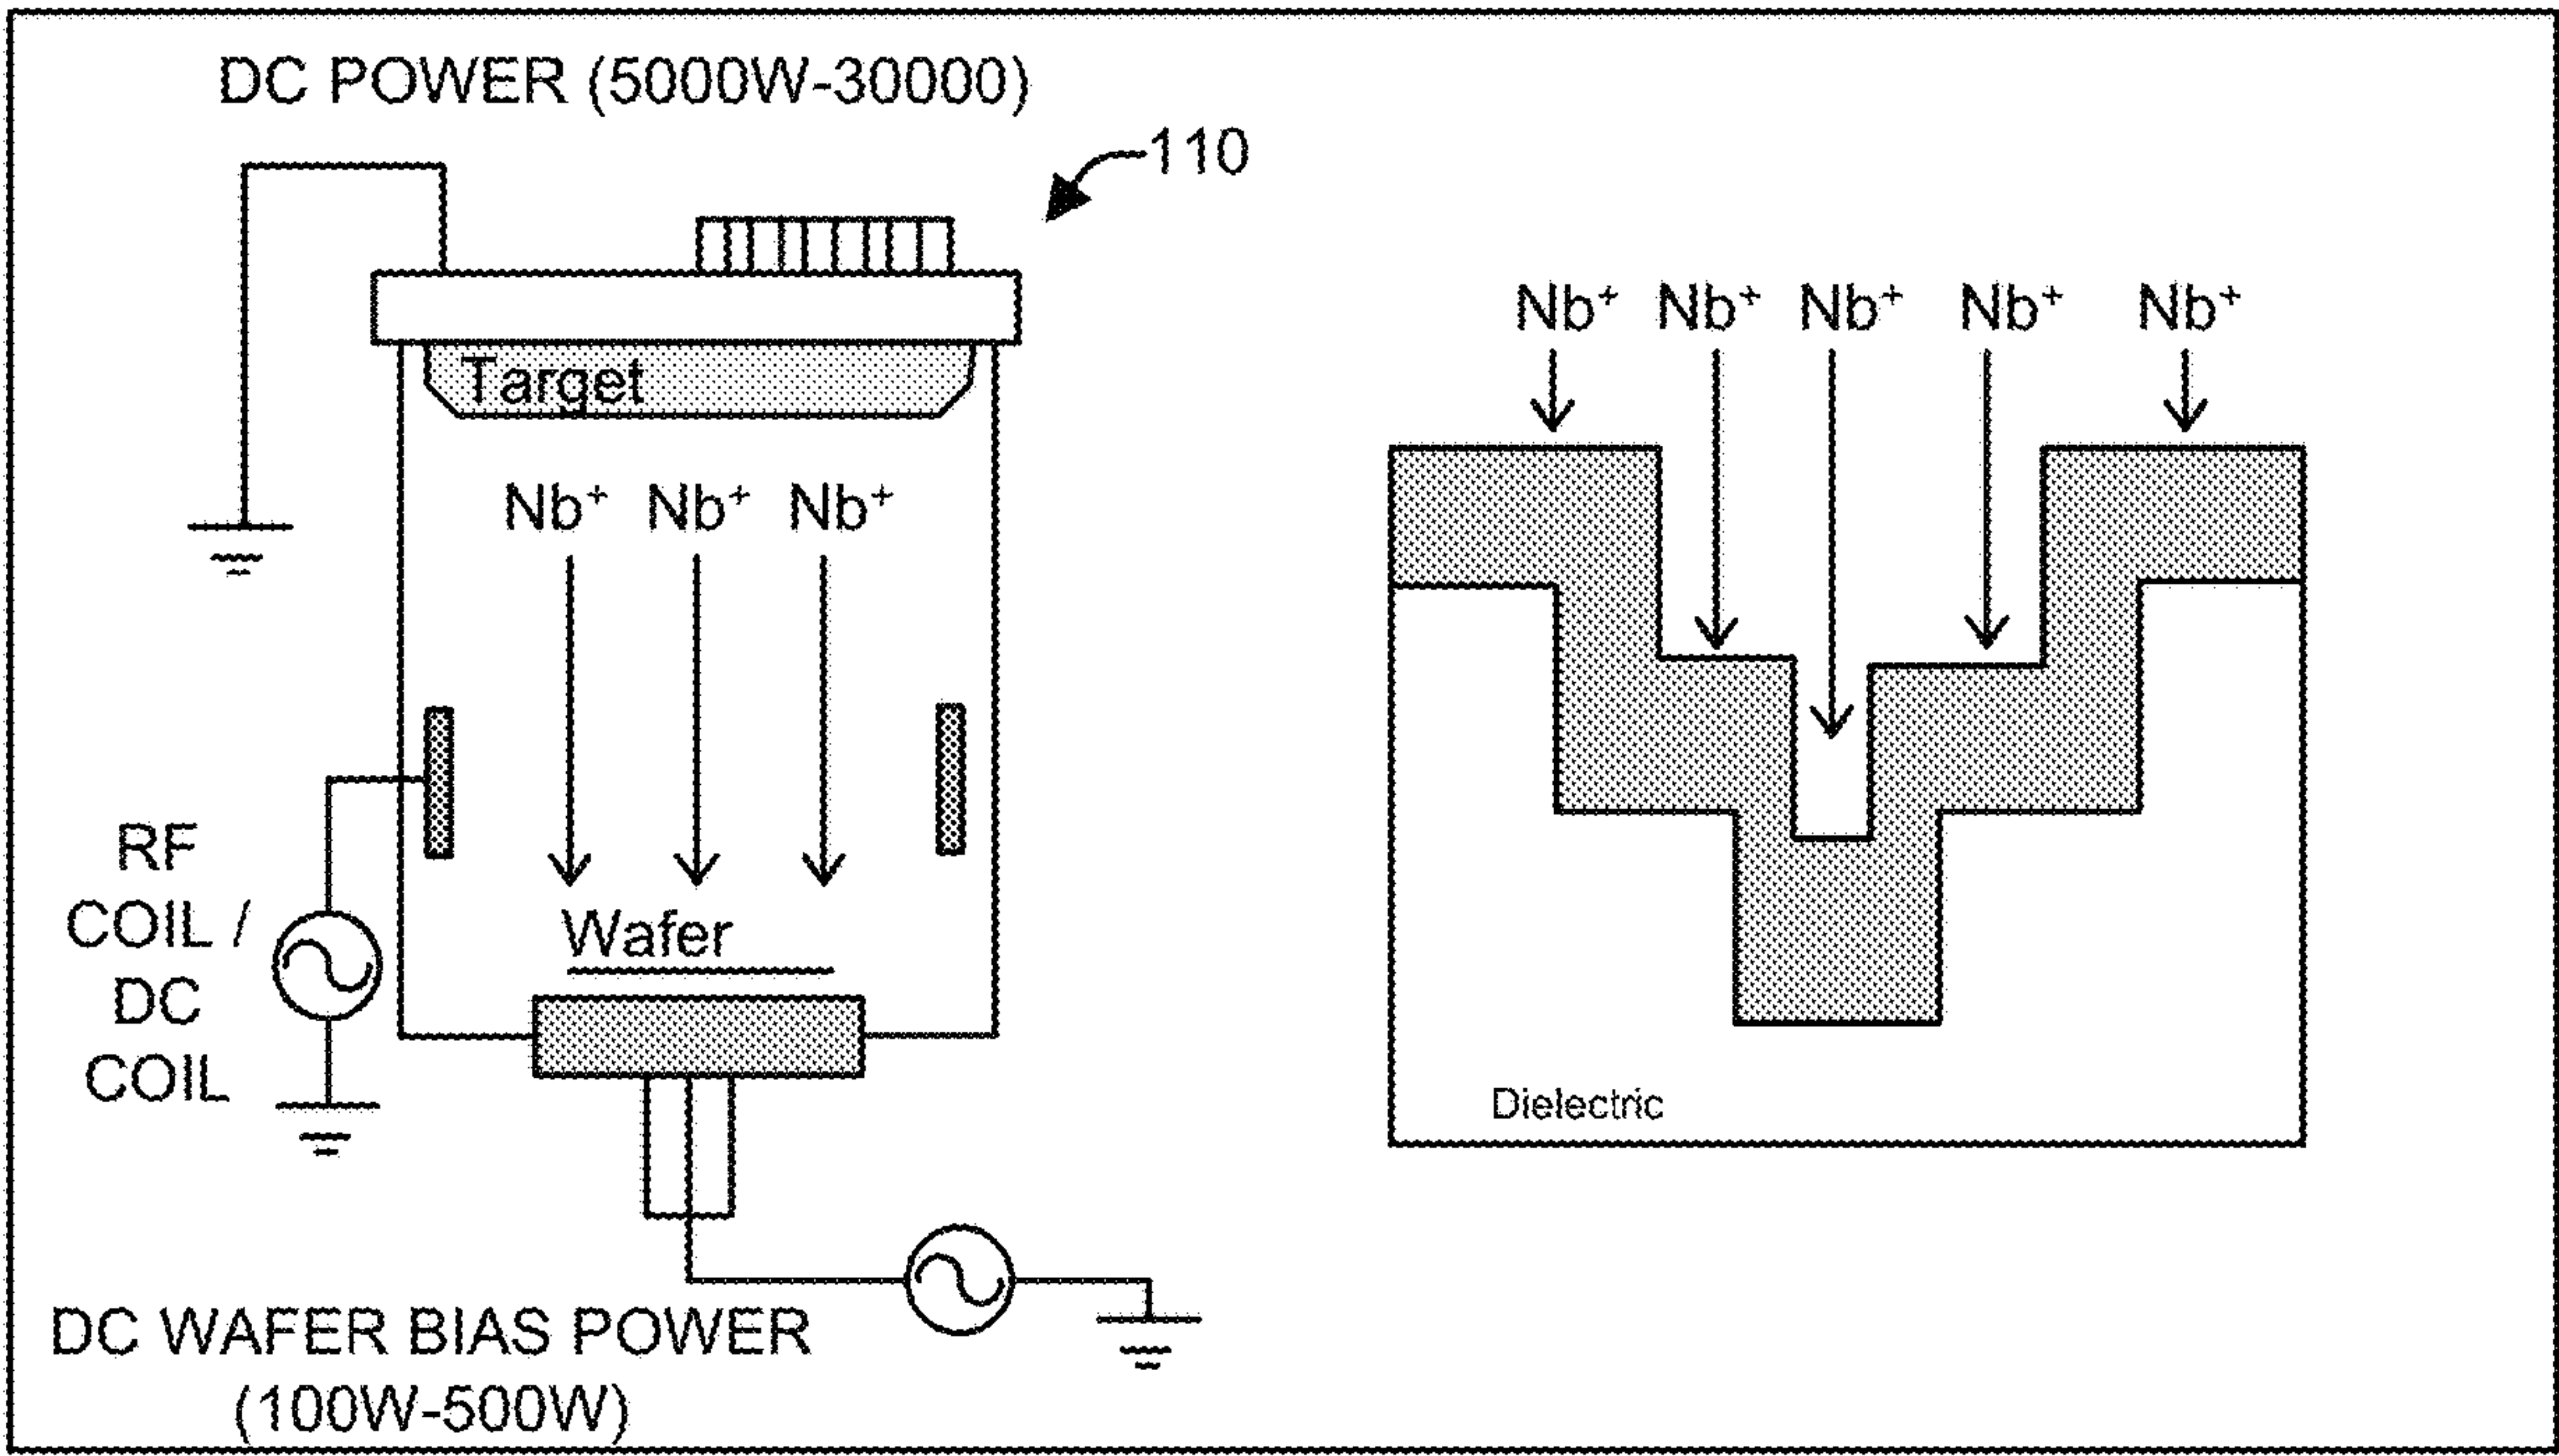 DC POWER (5000W-30000)
110
Target
Nb⁺ Nb⁺ Nb⁺
RF
COIL /
DC
COIL
Wafer
DC WAFER BIAS POWER
(100W-500W)
Nb⁺ Nb⁺ Nb⁺ Nb⁺ Nb⁺
Dielectric